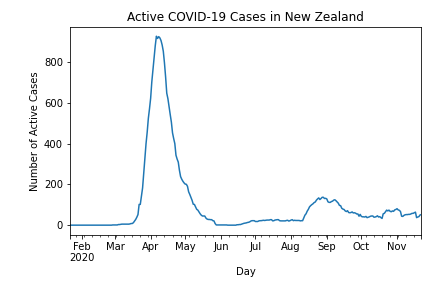 Active COVID-19 Cases in New Zealand
Number of Active Cases
800
600
400
200
0
Feb Mar Apr May Jun Jul Aug Sep Oct Nov
2020
Day